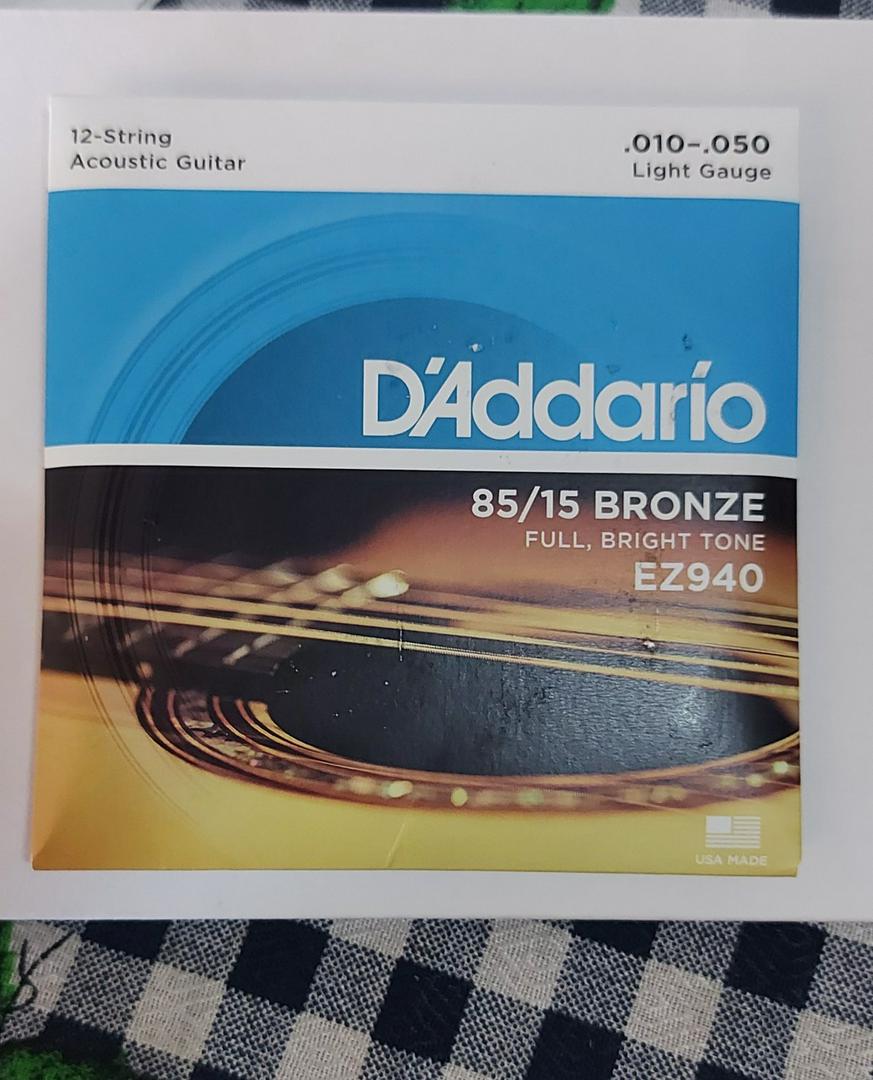 12-String
Acoustic Guitar
.010–.050
Light Gauge
D'Addario
85/15 BRONZE
FULL, BRIGHT TONE
EZ940
USA MADE